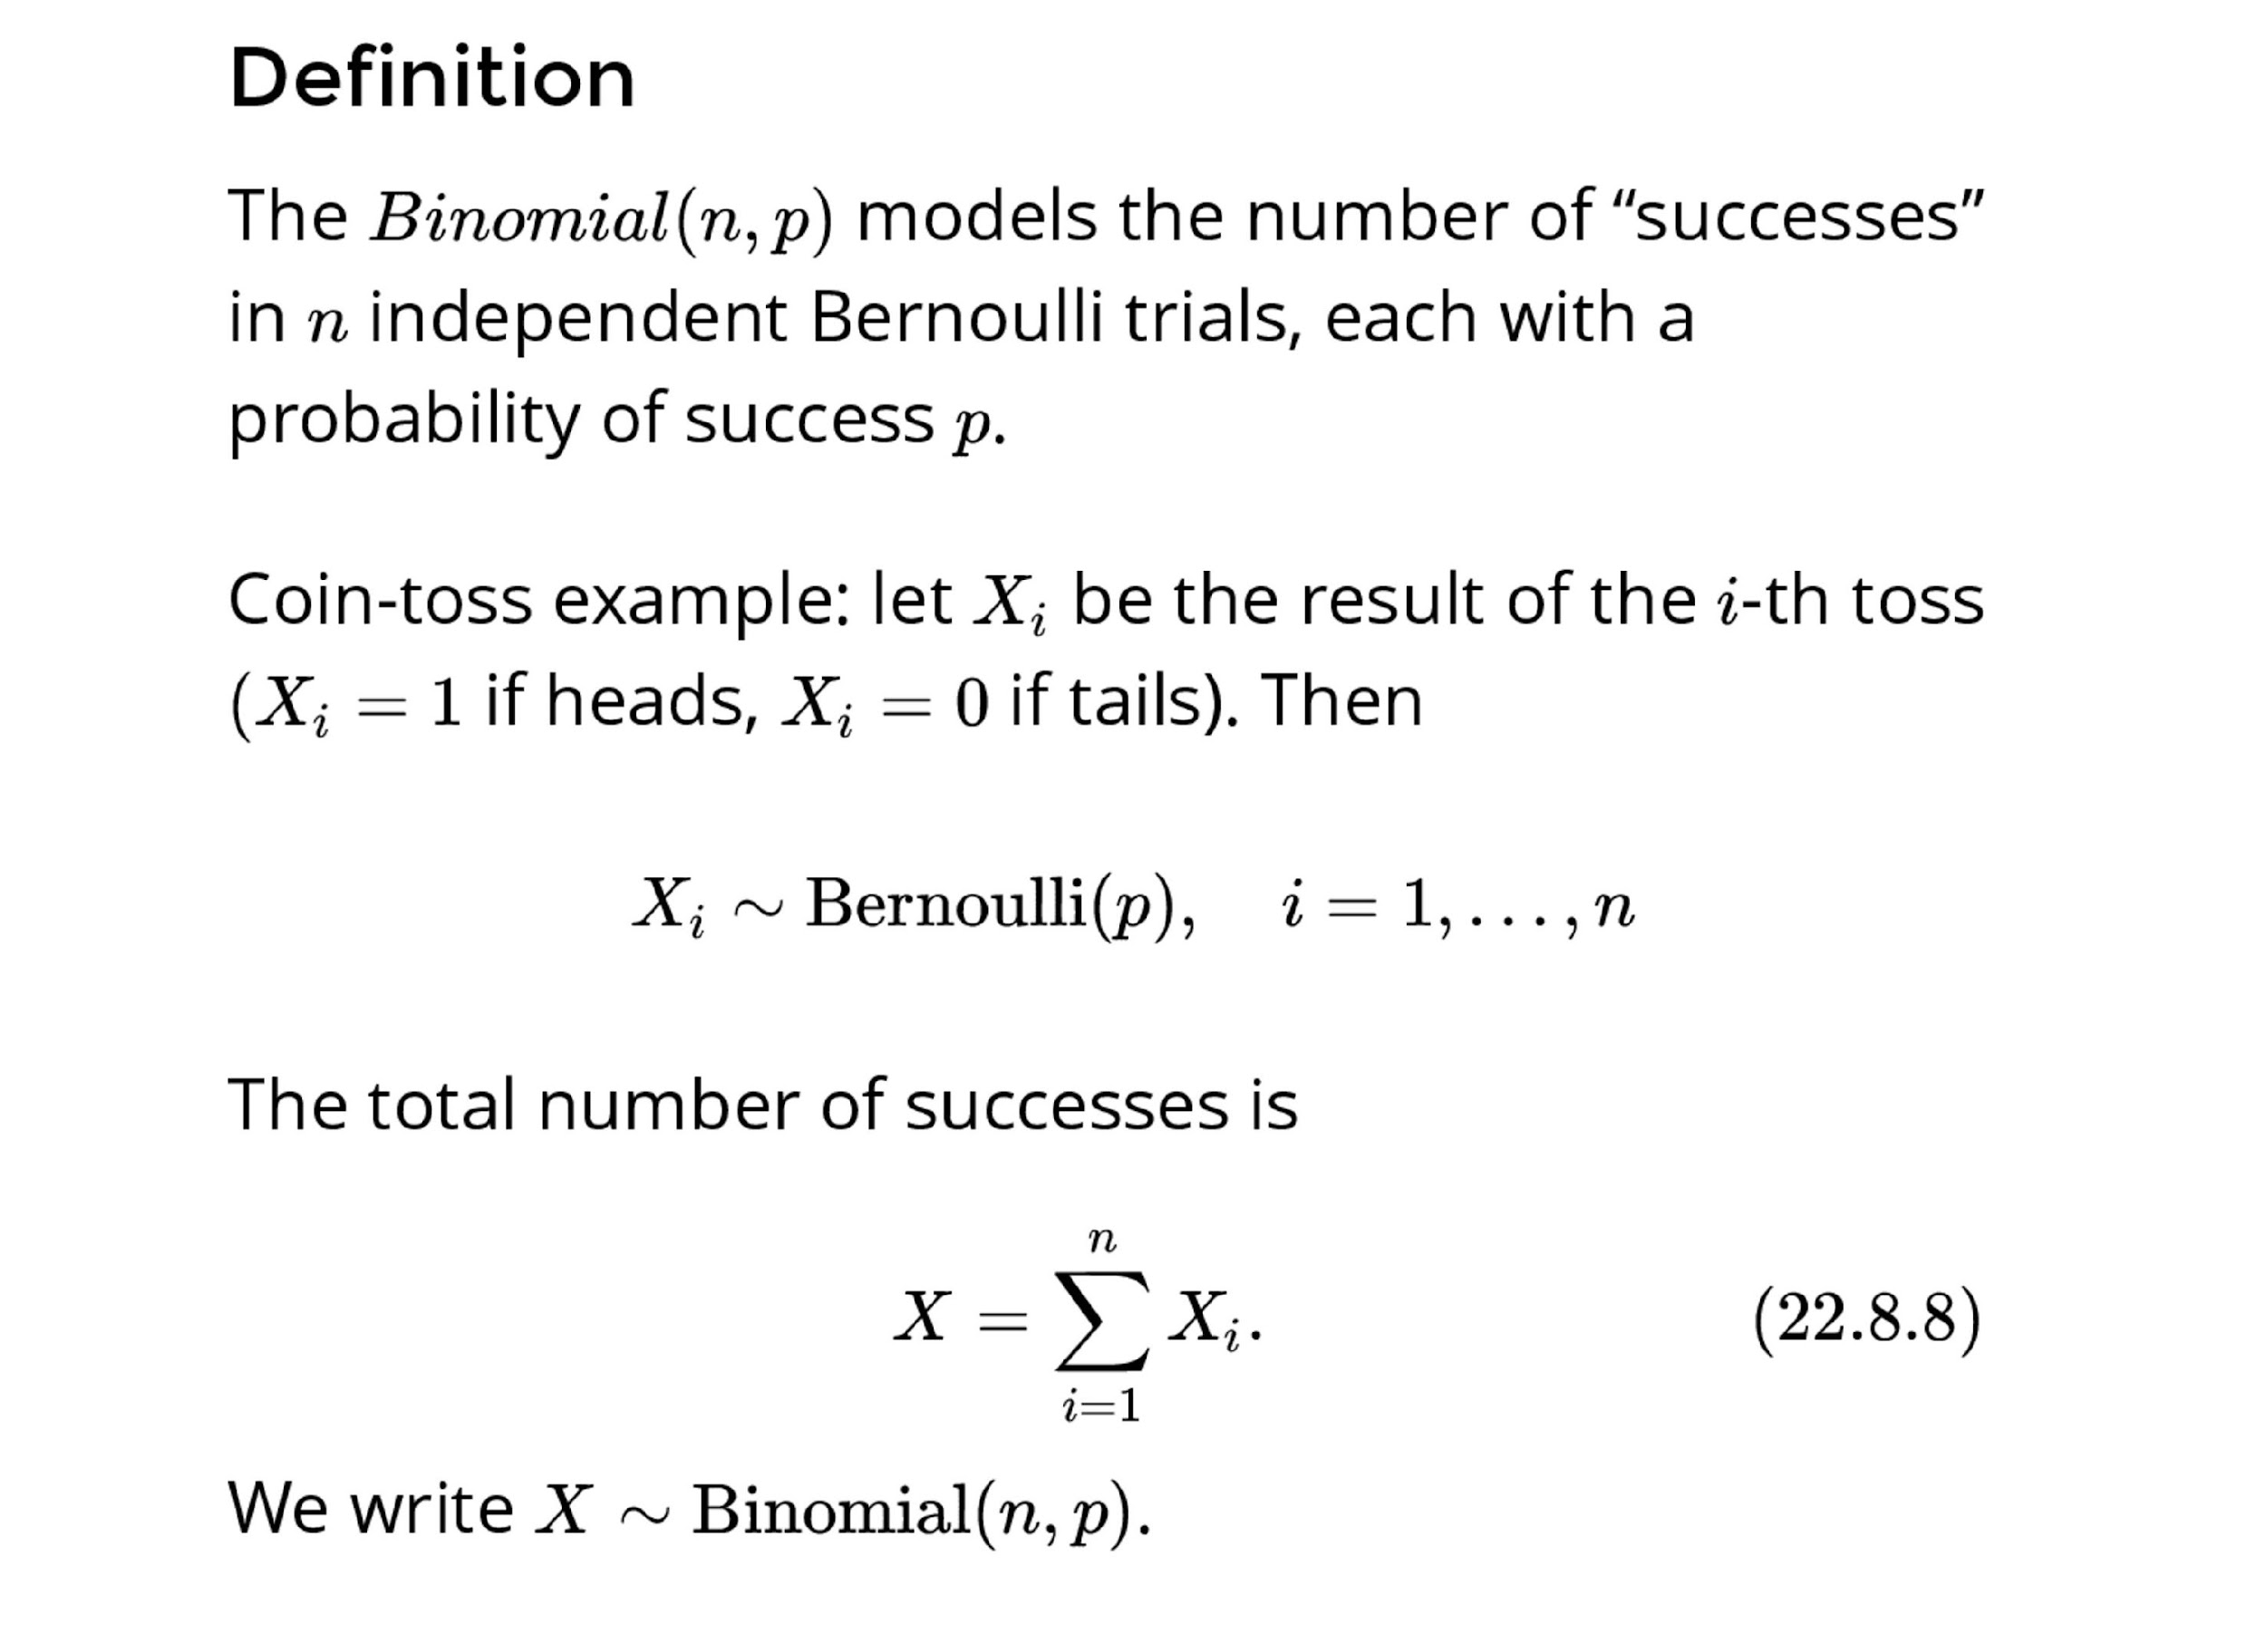 Definition
The Binomial(n, p) models the number of “successes”
in n independent Bernoulli trials, each with a
probability of success p.
Coin-toss example: let X_i be the result of the i-th toss
(X_i = 1 if heads, X_i = 0 if tails). Then
X_i ∼ Bernoulli(p), i = 1, . . . , n
The total number of successes is
X = \sum_{i=1}^{n} X_i. (22.8.8)
We write X ∼ Binomial(n, p).